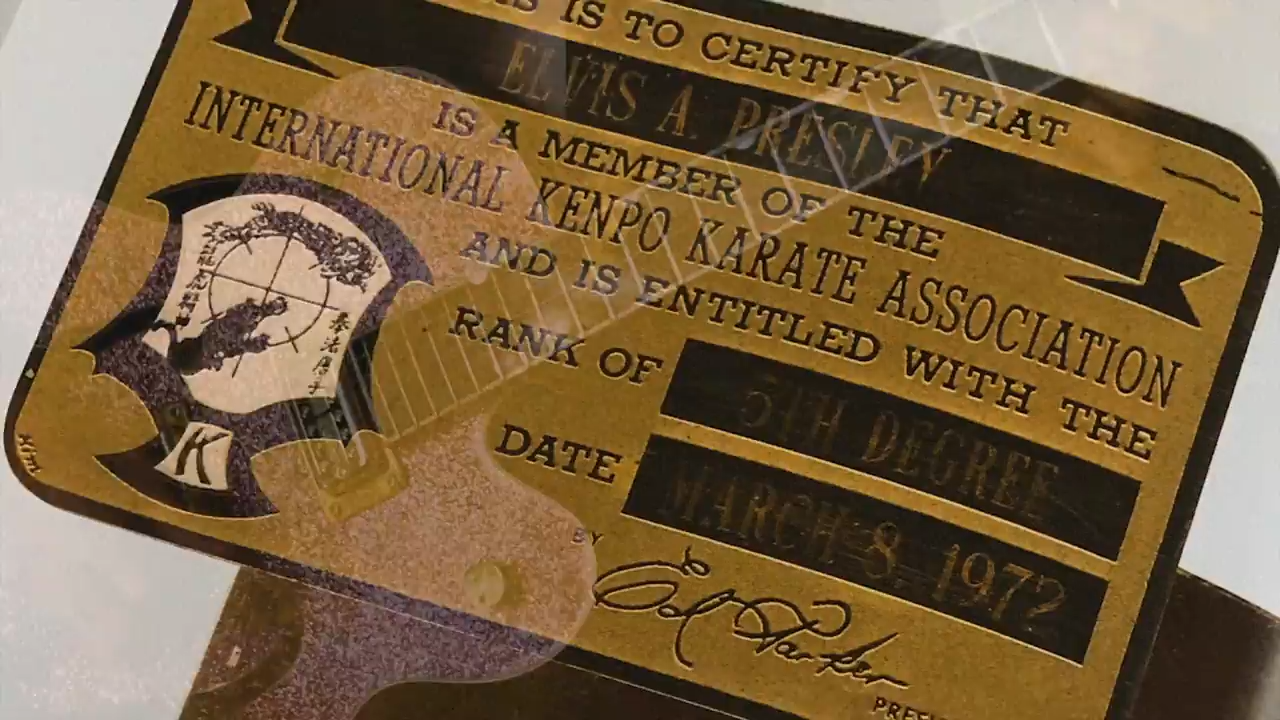 IS IS TO CERTIFY THAT
ELVIS A. PRESLEY
IS A MEMBER OF THE
INTERNATIONAL KENPO KARATE ASSOCIATION
AND IS ENTITLED WITH THE
RANK OF 5TH DEGREE
DATE MARCH 8, 1972
BY Ed Parker
K